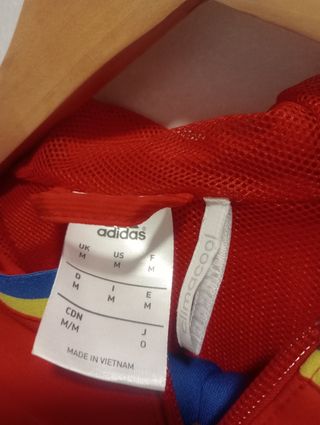 adidas
UK US F
M M M
D I E
M M M
CDN J
M/M O
MADE IN VIETNAM
climacool